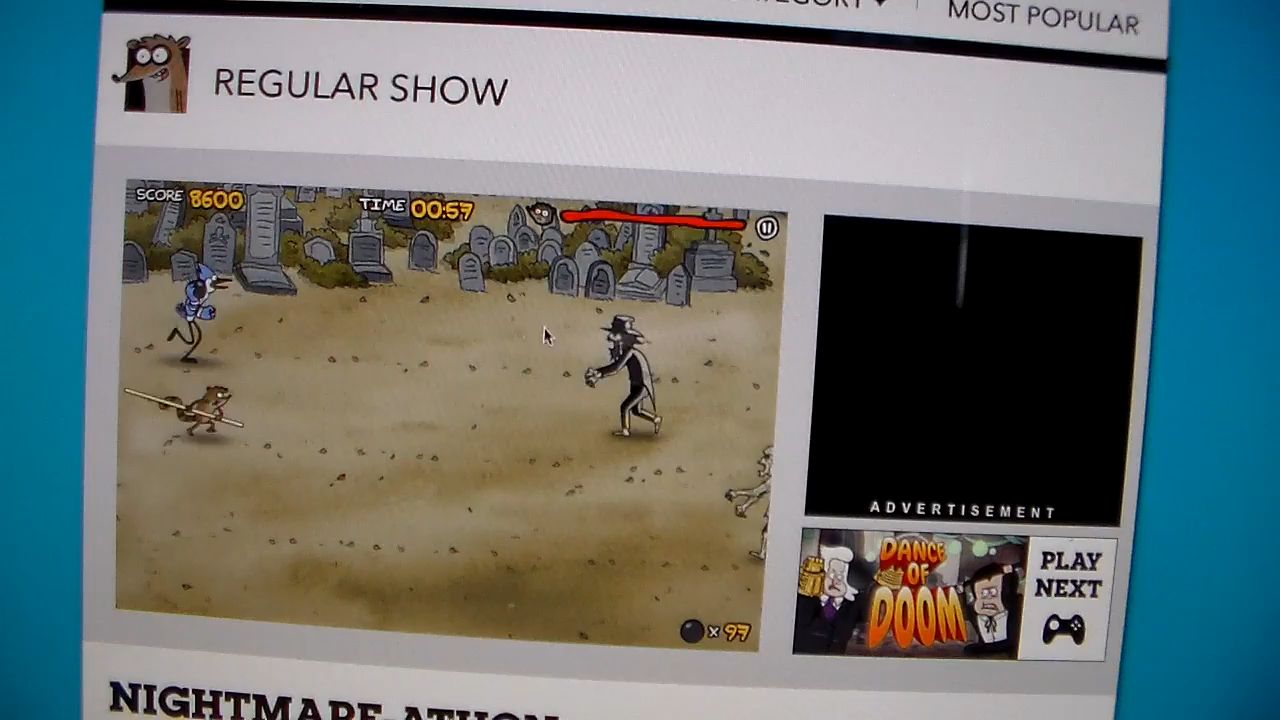 MOST POPULAR
REGULAR SHOW
SCORE 8600
TIME 00:57
ADVERTISEMENT
DANCE
OF
DOOM
PLAY
NEXT
x 97